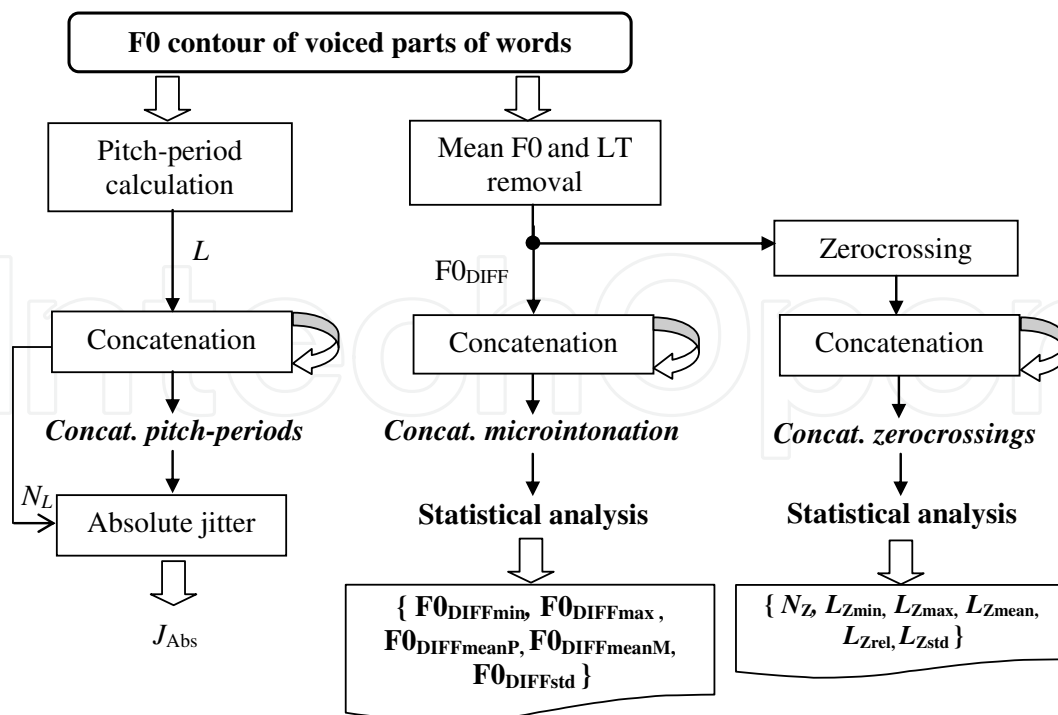 F0 contour of voiced parts of words
Pitch-period
calculation
Mean F0 and LT
removal
L
F0DIFF
Zerocrossing
Concatenation
Concatenation
Concatenation
Concat. pitch-periods
Concat. microintonation
Concat. zerocrossings
NL
Absolute jitter
Statistical analysis
Statistical analysis
JAbs
{ F0DIFFmin, F0DIFFmax ,
F0DIFFmeanP, F0DIFFmeanM,
F0DIFFstd }
{ NZ, LZmin, LZmax, LZmean,
LZrel, LZstd }
IntechOpen